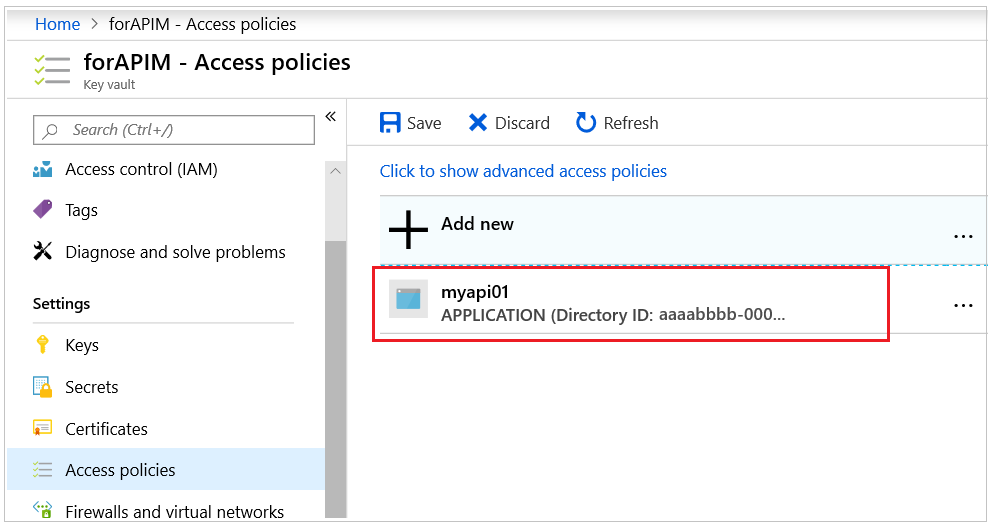 Home > forAPIM - Access policies
forAPIM - Access policies
Key vault
Search (Ctrl+/)
«
Access control (IAM)
Tags
Diagnose and solve problems
Settings
Keys
Secrets
Certificates
Access policies
Firewalls and virtual networks
Save Discard Refresh
Click to show advanced access policies
Add new ...
myapi01 ...
APPLICATION (Directory ID: aaaabbbb-000...